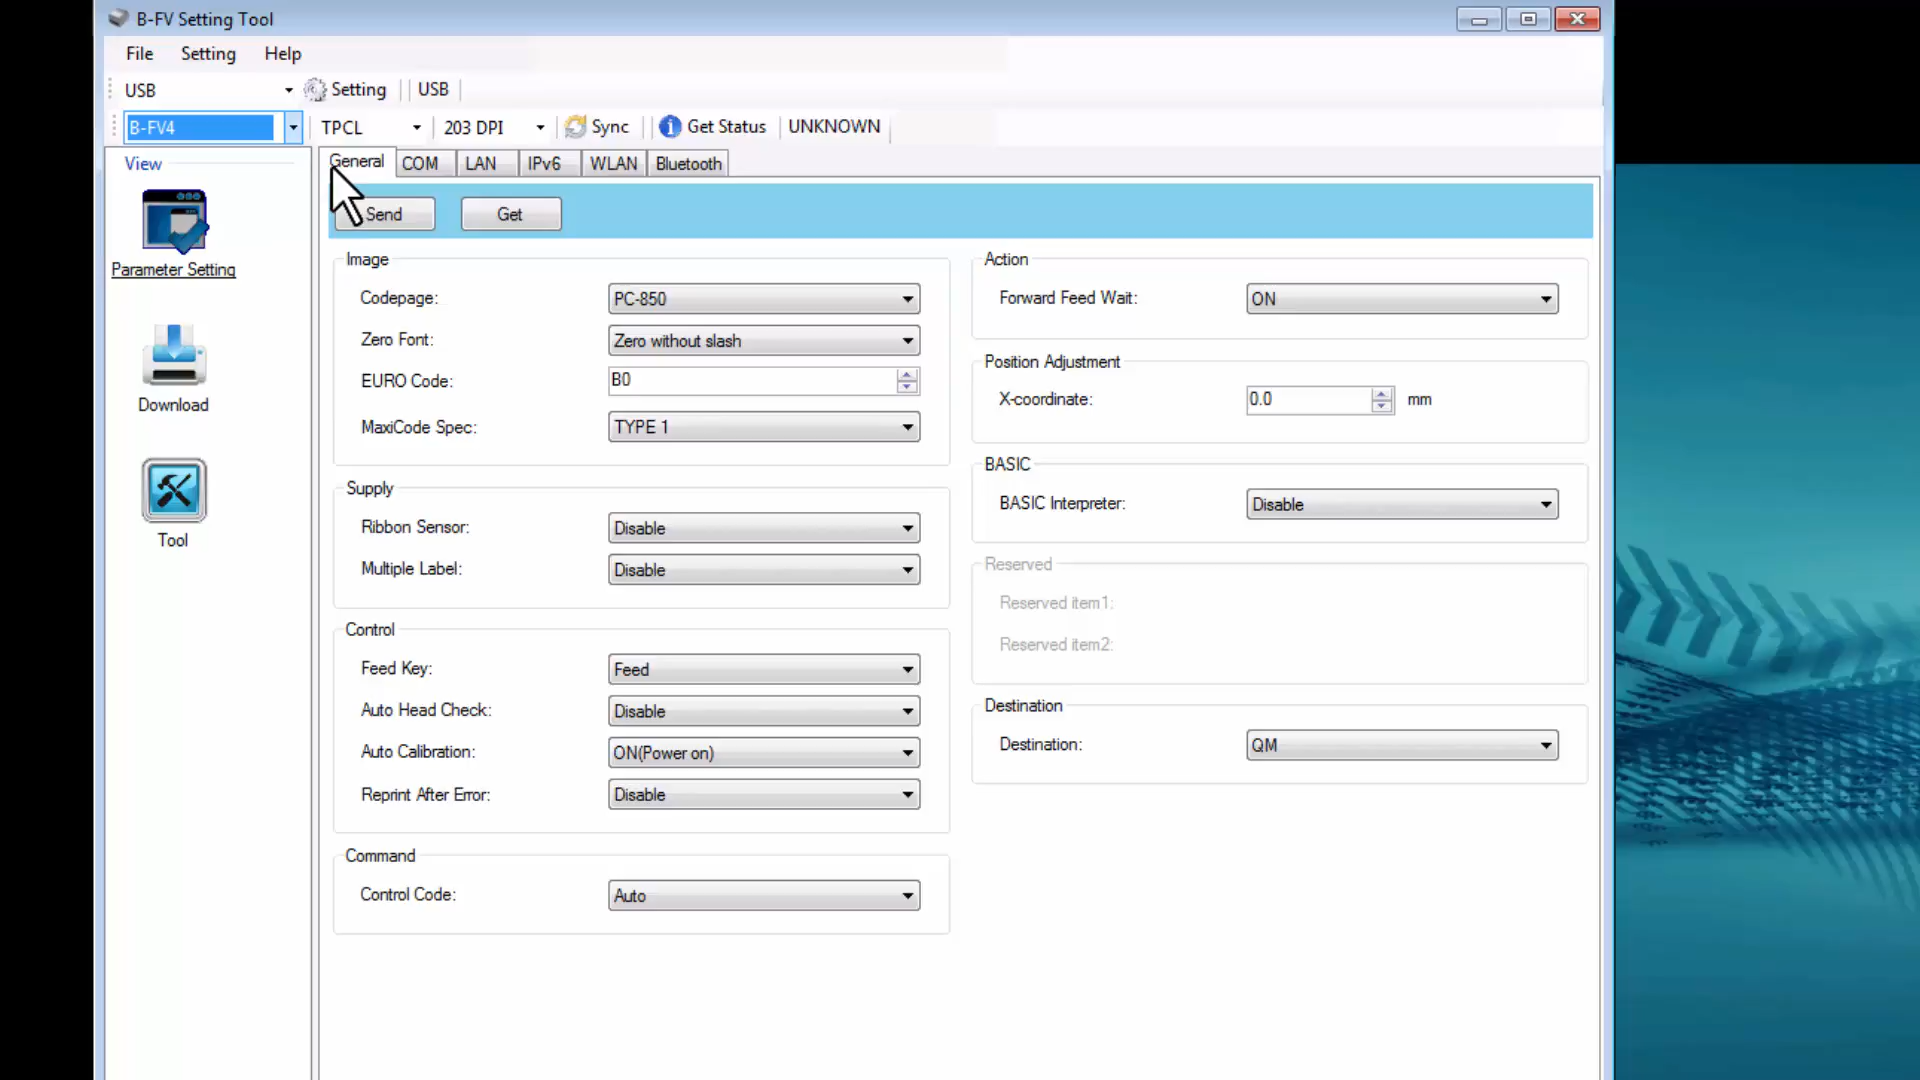 B-FV Setting Tool
File Setting Help
USB Setting USB
B-FV4 TPCL 203 DPI Sync Get Status UNKNOWN
View
Parameter Setting
Download
Tool
General COM LAN IPv6 WLAN Bluetooth
Send Get
Image
Codepage: PC-850
Zero Font: Zero without slash
EURO Code: B0
MaxiCode Spec: TYPE 1
Supply
Ribbon Sensor: Disable
Multiple Label: Disable
Control
Feed Key: Feed
Auto Head Check: Disable
Auto Calibration: ON(Power on)
Reprint After Error: Disable
Command
Control Code: Auto
Action
Forward Feed Wait: ON
Position Adjustment
X-coordinate: 0.0 mm
BASIC
BASIC Interpreter: Disable
Reserved
Reserved item1:
Reserved item2:
Destination
Destination: QM